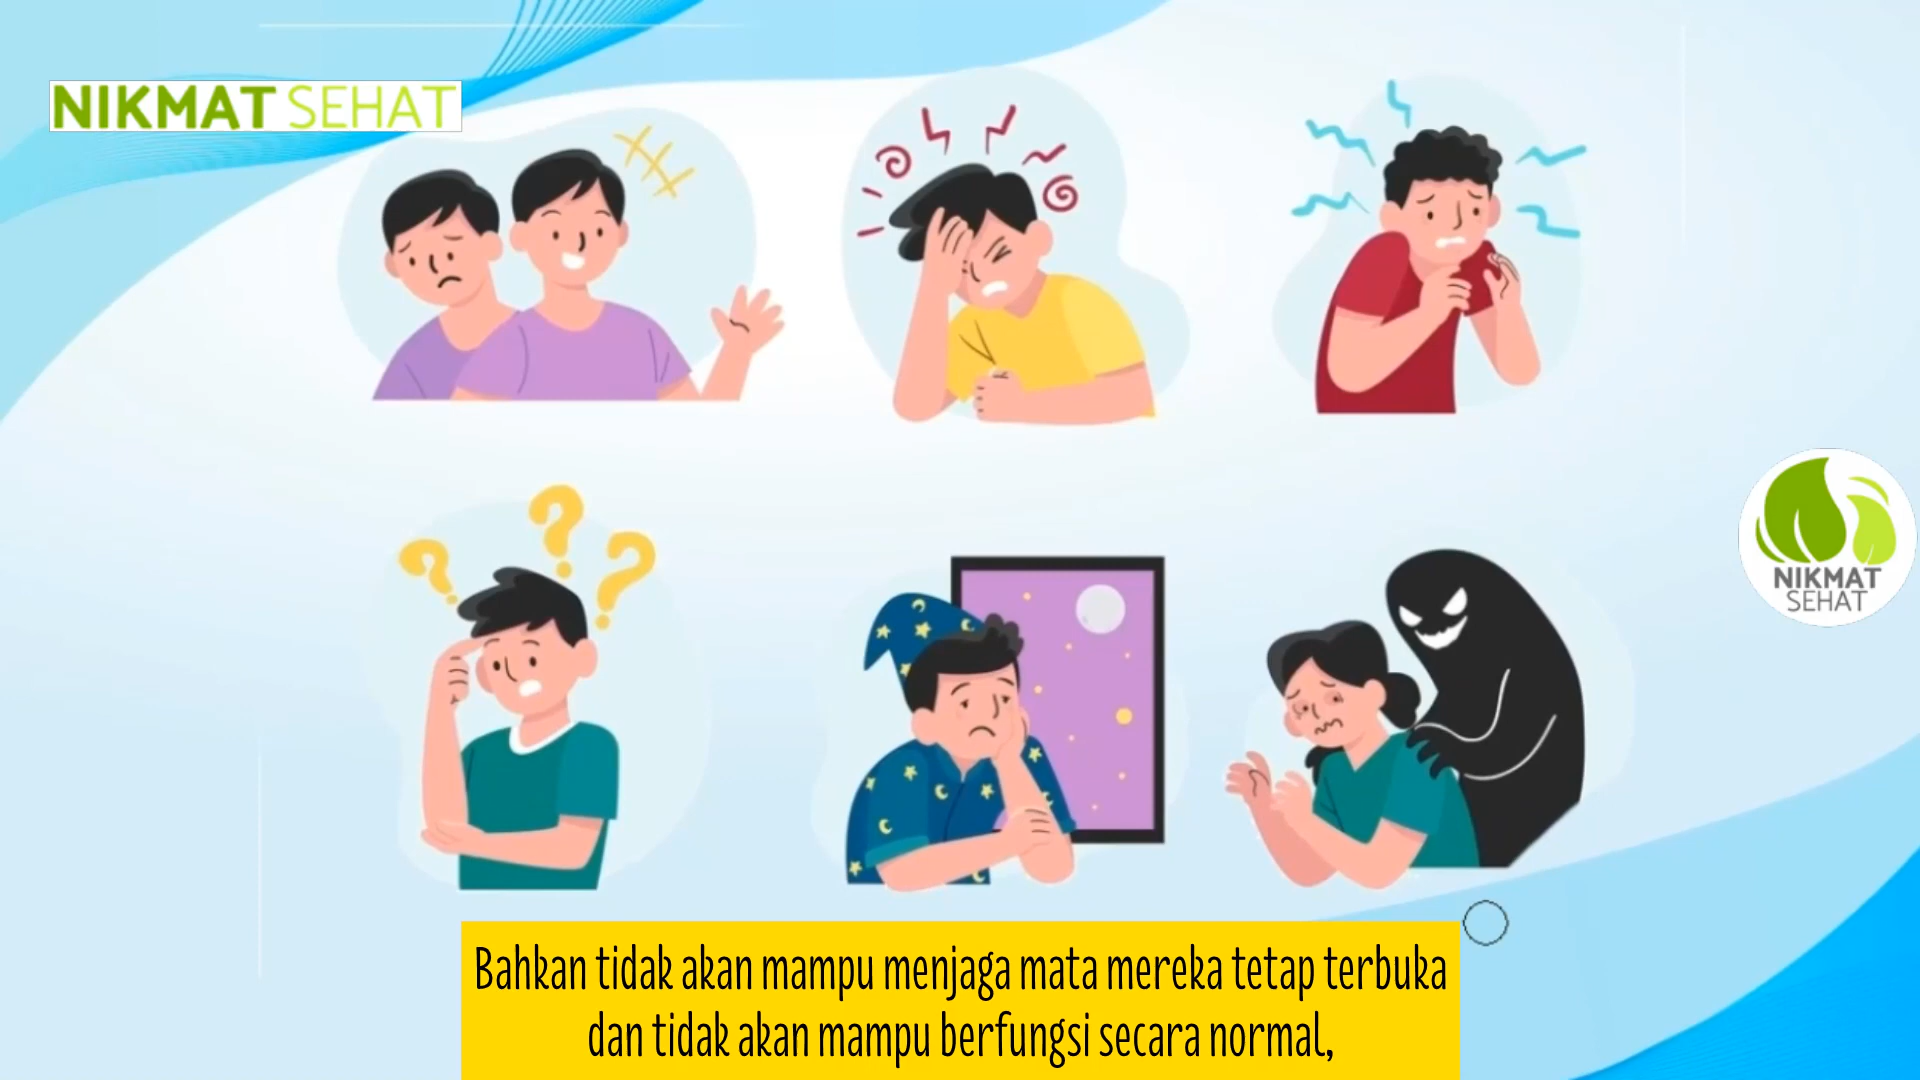 NIKMAT SEHAT
NIKMAT
SEHAT
Bahkan tidak akan mampu menjaga mata mereka tetap terbuka
dan tidak akan mampu berfungsi secara normal,